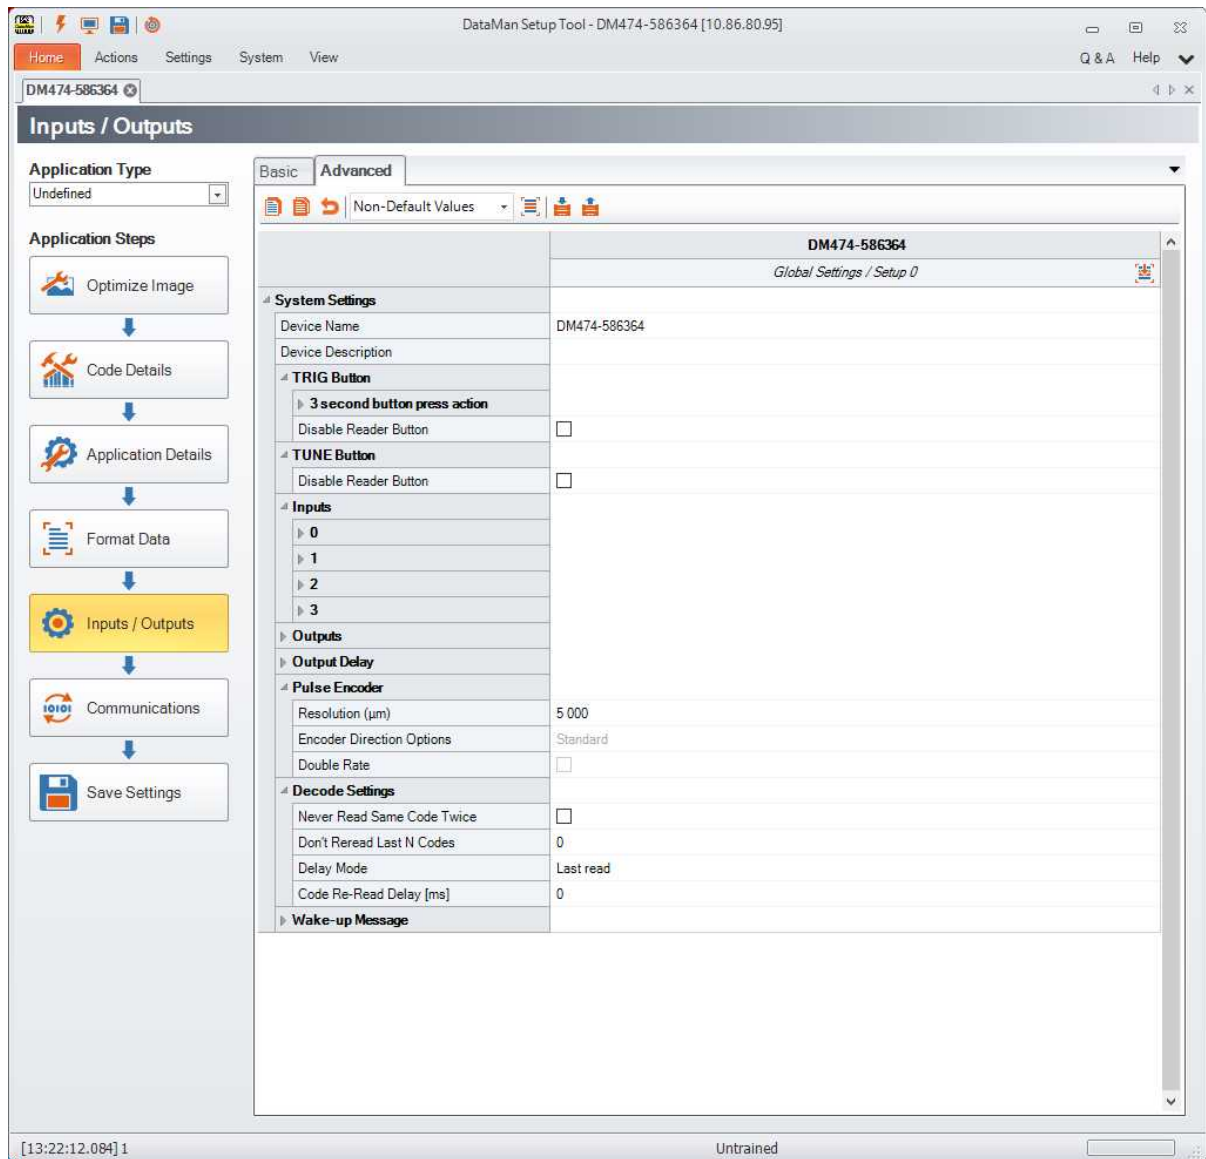 DataMan Setup Tool - DM474-586364 [10.86.80.95]
Home Actions Settings System View Q & A Help
DM474-586364
Inputs / Outputs
Application Type
Undefined
Application Steps
Optimize Image
Code Details
Application Details
Format Data
Inputs / Outputs
Communications
Save Settings
Basic Advanced
Non-Default Values
DM474-586364
Global Settings / Setup 0
System Settings
Device Name DM474-586364
Device Description
TRIG Button
3 second button press action
Disable Reader Button
TUNE Button
Disable Reader Button
Inputs
0
1
2
3
Outputs
Output Delay
Pulse Encoder
Resolution (µm) 5 000
Encoder Direction Options Standard
Double Rate
Decode Settings
Never Read Same Code Twice
Don't Reread Last N Codes 0
Delay Mode Last read
Code Re-Read Delay [ms] 0
Wake-up Message
[13:22:12.084] 1 Untrained